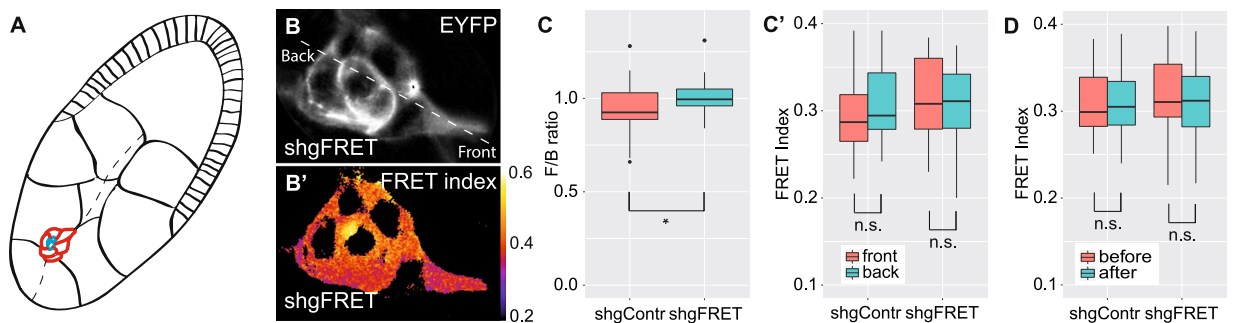 A
B
EYFP
Back
Front
shgFRET
B'
FRET index
shgFRET
0.6
0.4
0.2
C
F/B ratio
1.0
0.5
0.0
*
shgContr shgFRET
C'
FRET Index
0.4
0.3
0.2
0.1
n.s.
n.s.
front
back
shgContr shgFRET
D
FRET Index
0.4
0.3
0.2
0.1
n.s.
n.s.
before
after
shgContr shgFRET